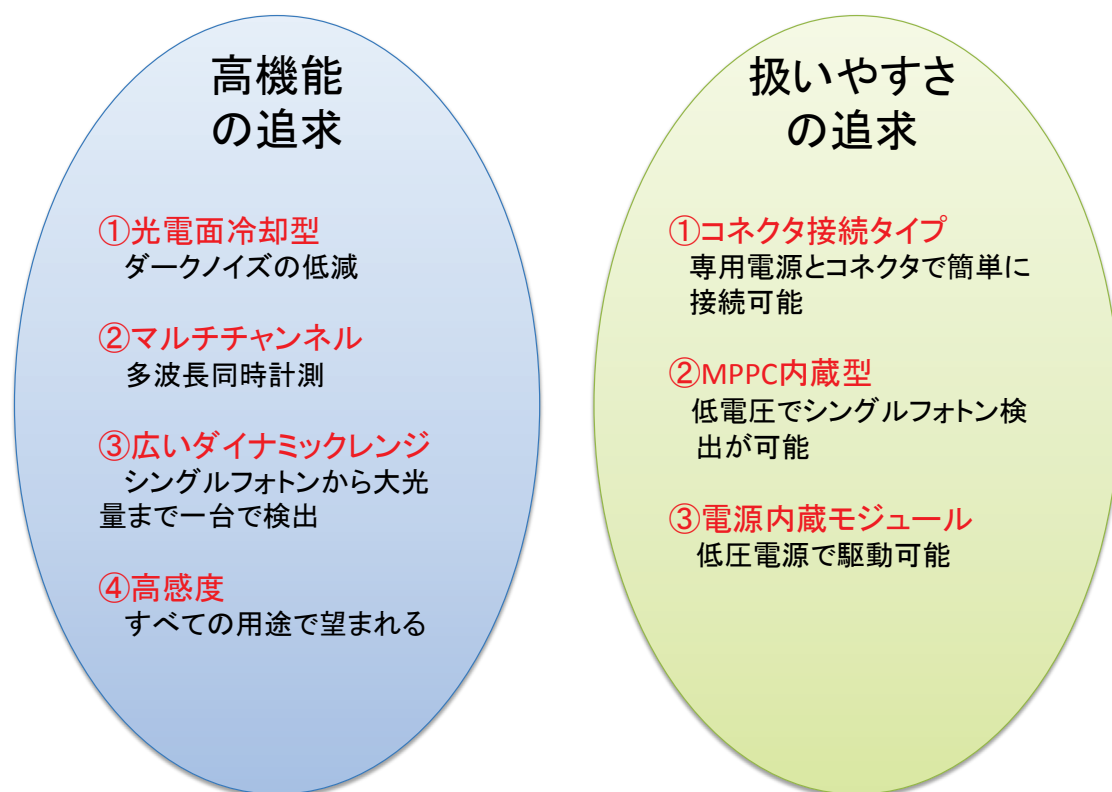 高機能
の追求
①光電面冷却型
ダークノイズの低減
②マルチチャンネル
多波長同時計測
③広いダイナミックレンジ
シングルフォトンから大光
量まで一台で検出
④高感度
すべての用途で望まれる
扱いやすさ
の追求
①コネクタ接続タイプ
専用電源とコネクタで簡単に
接続可能
②MPPC内蔵型
低電圧でシングルフォトン検
出が可能
③電源内蔵モジュール
低圧電源で駆動可能